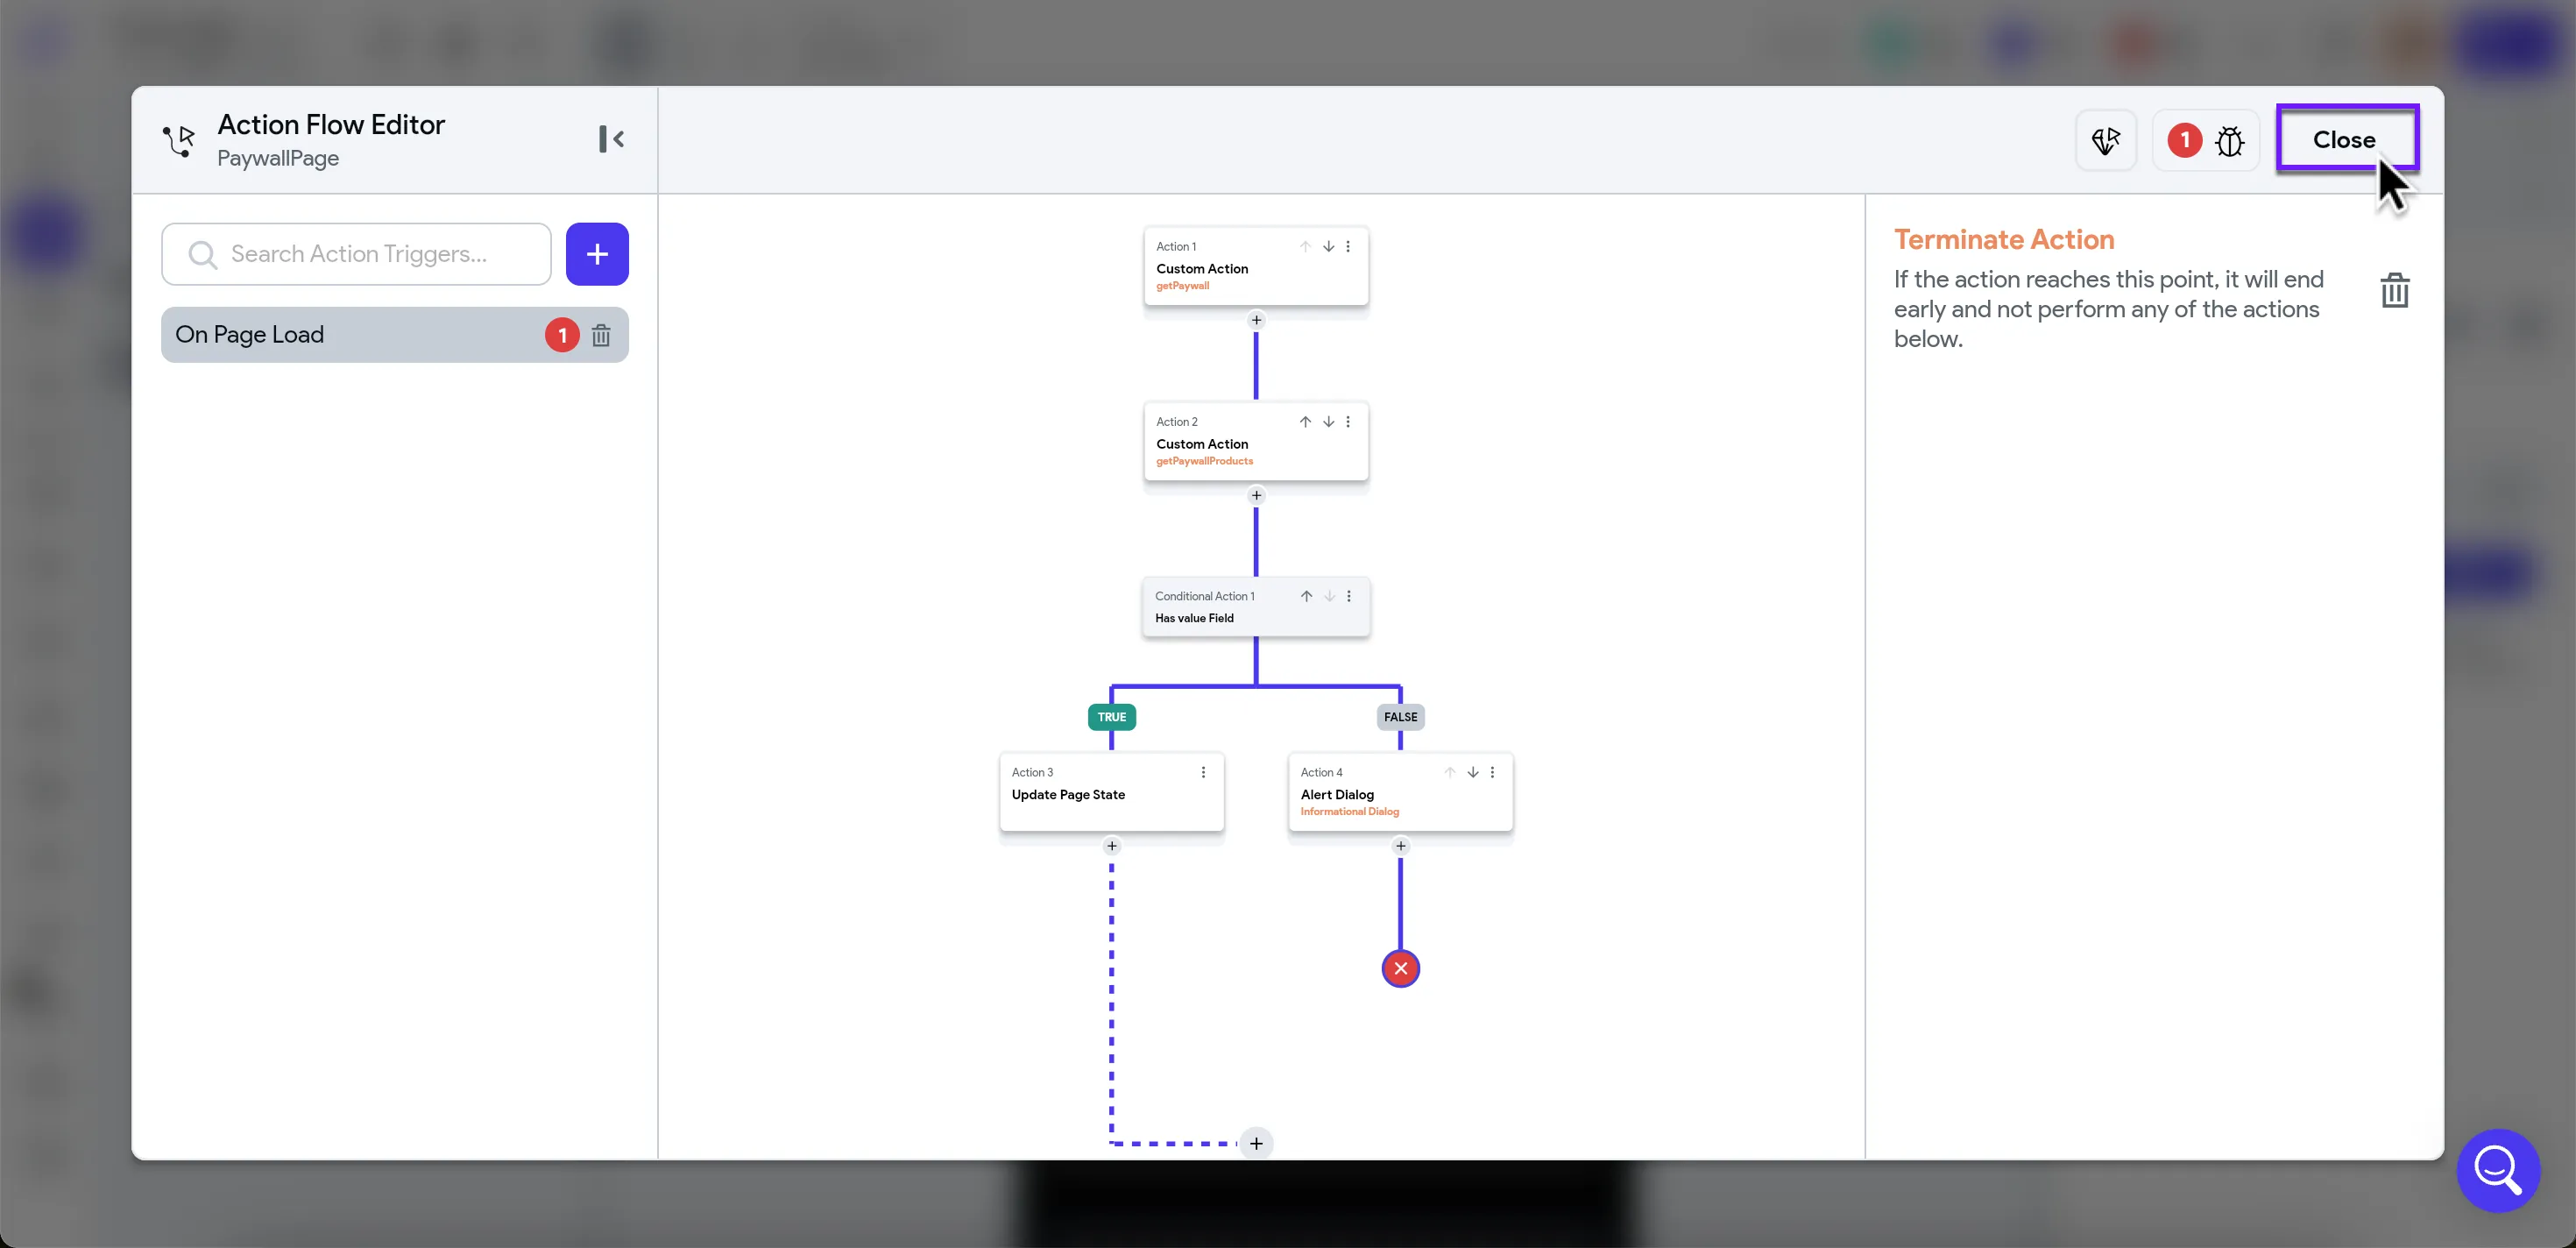 Action Flow Editor
PaywallPage
1
Close
Search Action Triggers...
On Page Load
1
Action 1
Custom Action
getPaywall
Action 2
Custom Action
getPaywallProducts
Conditional Action 1
Has value Field
TRUE
FALSE
Action 3
Update Page State
Action 4
Alert Dialog
Informational Dialog
Terminate Action
If the action reaches this point, it will end
early and not perform any of the actions
below.